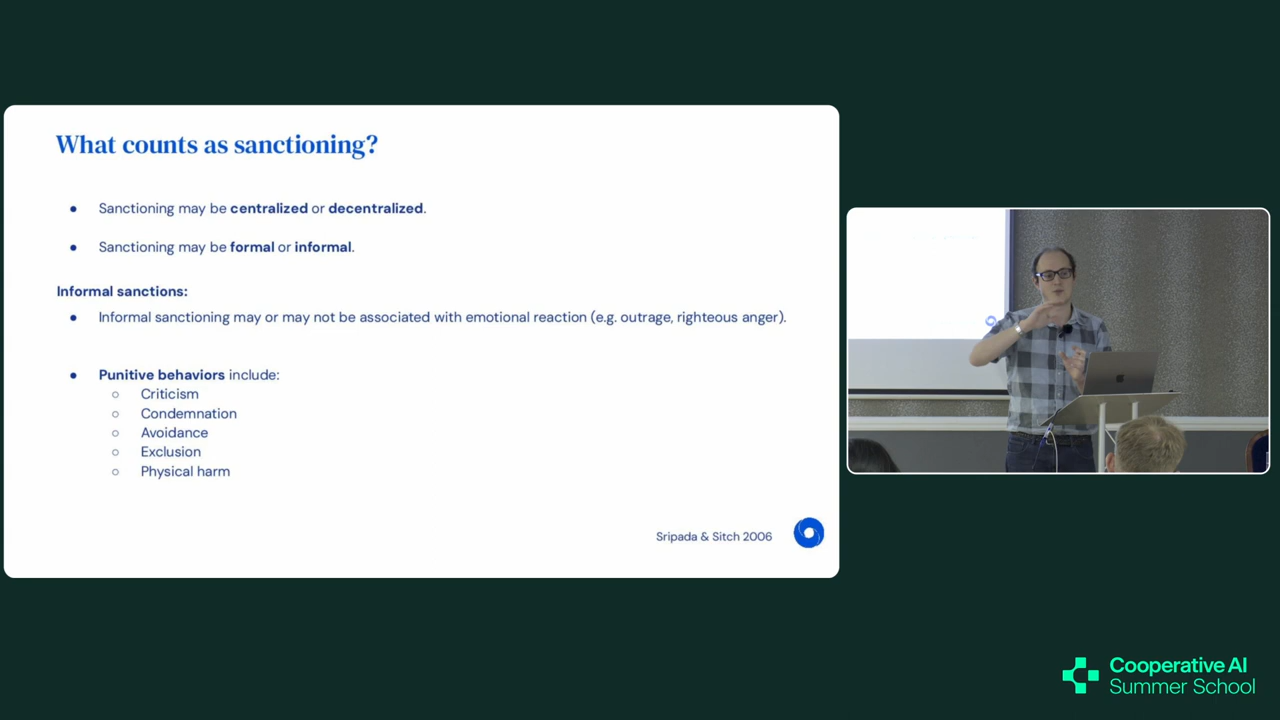 What counts as sanctioning?
● Sanctioning may be centralized or decentralized.
● Sanctioning may be formal or informal.
Informal sanctions:
● Informal sanctioning may or may not be associated with emotional reaction (e.g. outrage, righteous anger).
● Punitive behaviors include:
○ Criticism
○ Condemnation
○ Avoidance
○ Exclusion
○ Physical harm
Sripada & Sitch 2006
Cooperative AI
Summer School